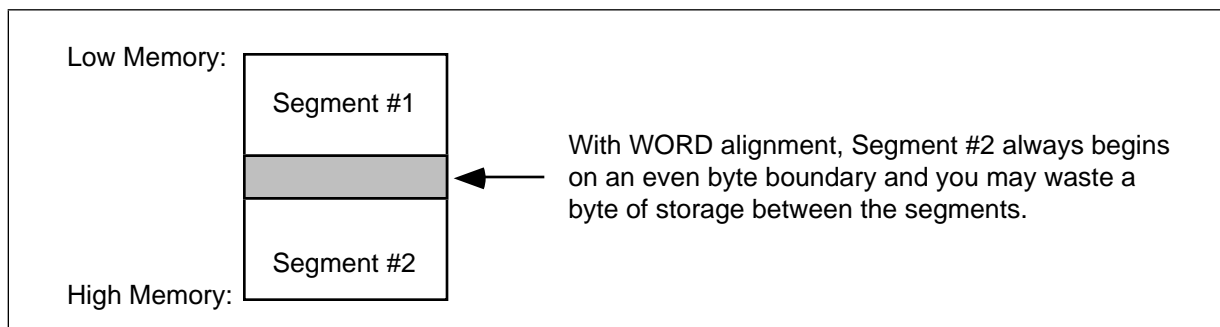 Low Memory:
Segment #1
With WORD alignment, Segment #2 always begins
on an even byte boundary and you may waste a
byte of storage between the segments.
Segment #2
High Memory: